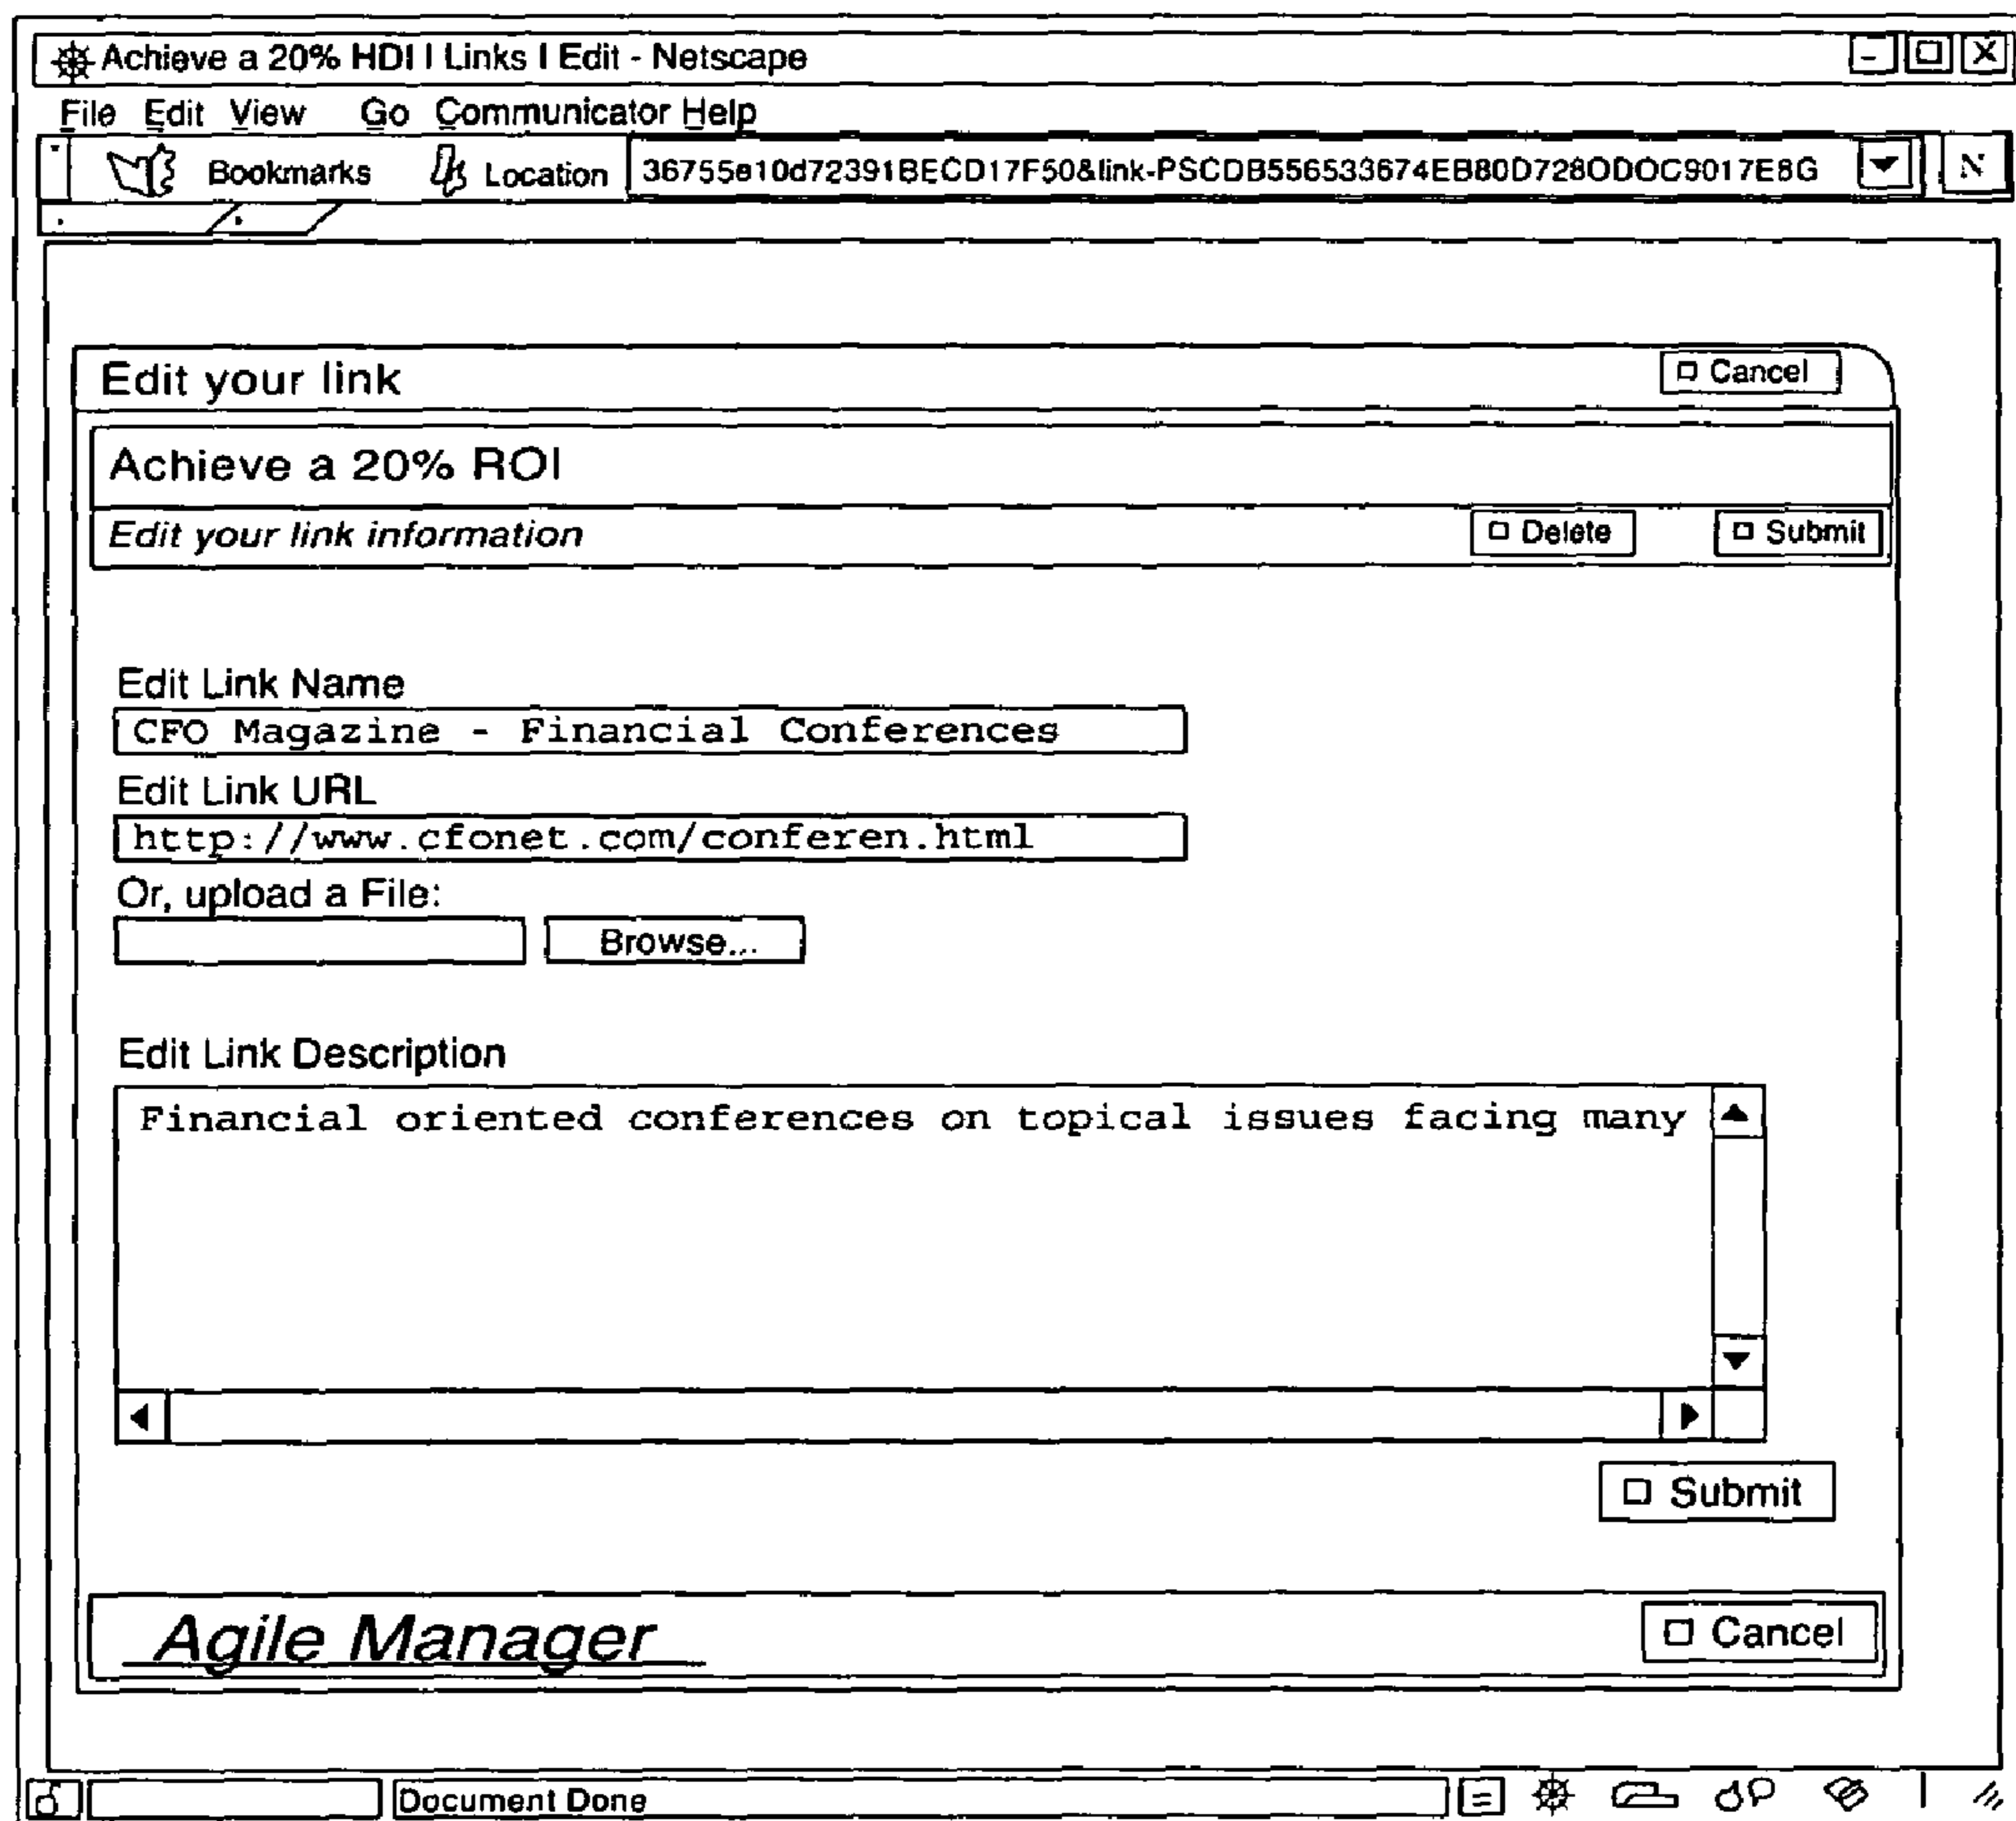 Achieve a 20% HDI I Links I Edit - Netscape
File Edit View Go Communicator Help
Bookmarks Location 36755e10d72391BECD17F50&link-PSCDB556533674EB80D728ODOC9017E8G N
Edit your link Cancel
Achieve a 20% ROI
Edit your link information Delete Submit
Edit Link Name
CFO Magazine - Financial Conferences
Edit Link URL
http://www.cfonet.com/conferen.html
Or, upload a File:
Browse...
Edit Link Description
Financial oriented conferences on topical issues facing many
Submit
Agile Manager Cancel
Document Done